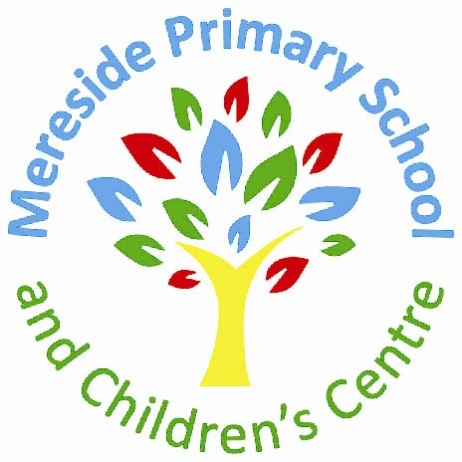 Mereside Primary School
and Children's Centre